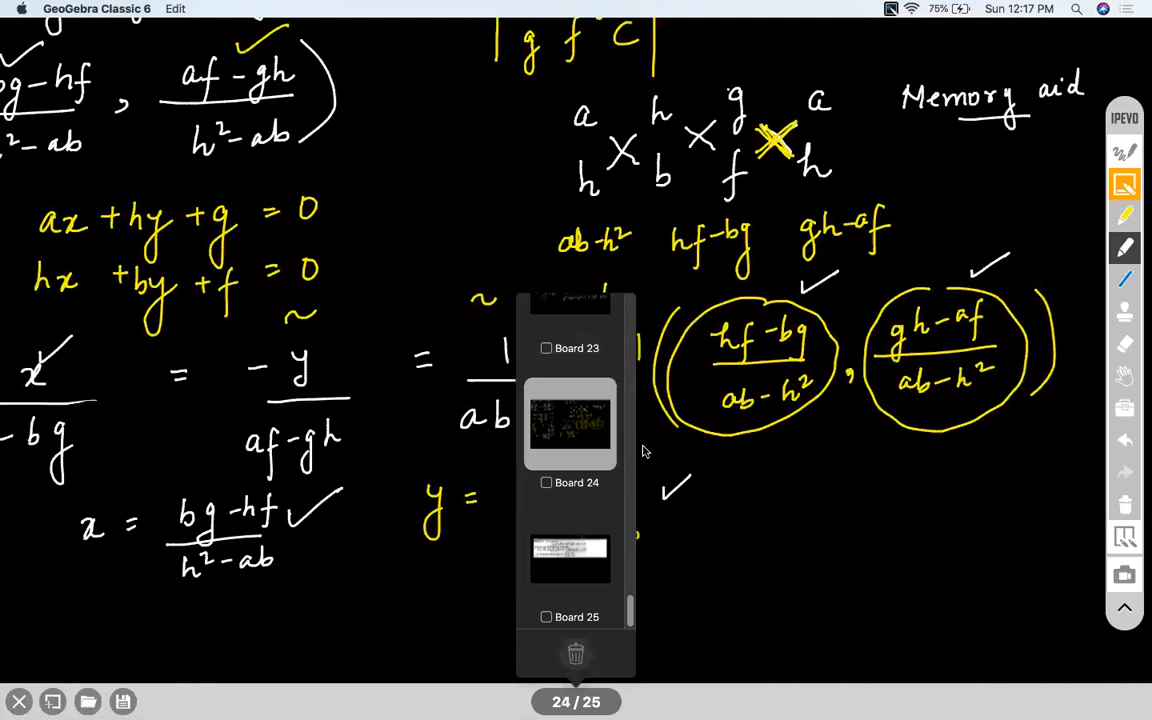 GeoGebra Classic 6 Edit
75% Sun 12:17 PM
| g f C |
bg-hf / h²-ab , af-gh / h²-ab )
a h g a
h b f h
Memory aid
IPEVO
ax + hy + g = 0
hx + by + f = 0
ab-h² hf-bg gh-af
~ ~
x / -bg = -y / af-gh = 1 / ab
(( hf-bg / ab-h² , gh-af / ab-h² ))
x = bg-hf / h²-ab
y =
Board 23
Board 24
Board 25
24 / 25